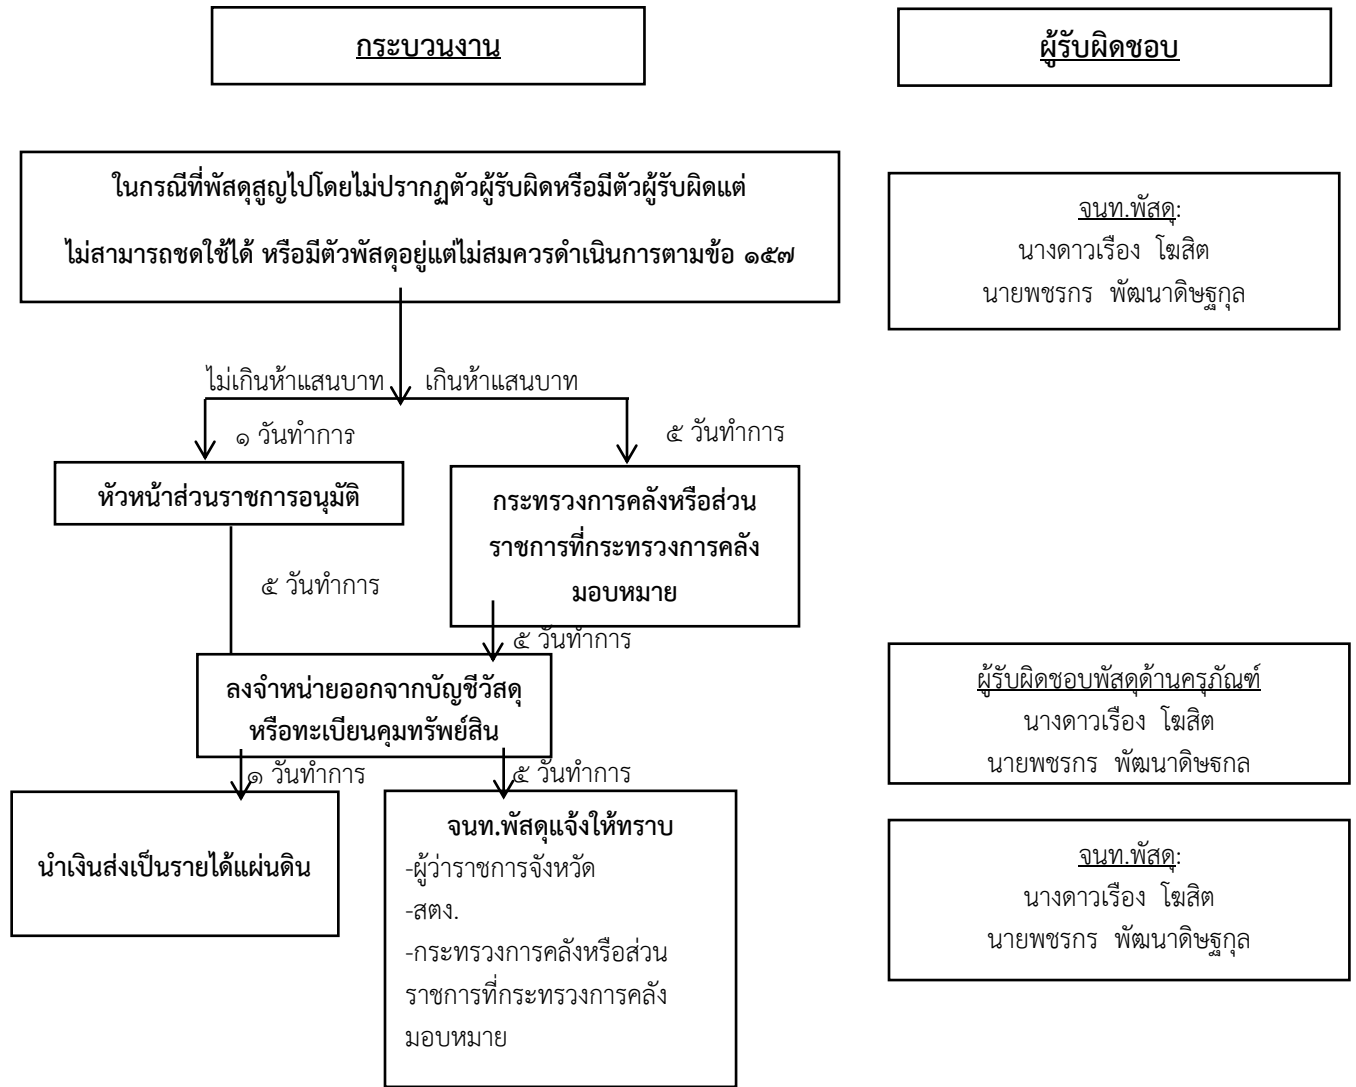 กระบวนงาน
ผู้รับผิดชอบ
ในกรณีที่พัสดุสูญไปโดยไม่ปรากฏตัวผู้รับผิดหรือมีตัวผู้รับผิดแต่
ไม่สามารถชดใช้ได้ หรือมีตัวพัสดุอยู่แต่ไม่สมควรดำเนินการตามข้อ ๑๕๗
จนท.พัสดุ:
นางดาวเรือง โฆสิต
นายพชรกร พัฒนาดิษฐกุล
ไม่เกินห้าแสนบาท
เกินห้าแสนบาท
๑ วันทำการ
๕ วันทำการ
หัวหน้าส่วนราชการอนุมัติ
กระทรวงการคลังหรือส่วน
ราชการที่กระทรวงการคลัง
มอบหมาย
๕ วันทำการ
๕ วันทำการ
ลงจำหน่ายออกจากบัญชีวัสดุ
หรือทะเบียนคุมทรัพย์สิน
ผู้รับผิดชอบพัสดุด้านครุภัณฑ์
นางดาวเรือง โฆสิต
นายพชรกร พัฒนาดิษฐกุล
๑ วันทำการ
๕ วันทำการ
นำเงินส่งเป็นรายได้แผ่นดิน
จนท.พัสดุแจ้งให้ทราบ
-ผู้ว่าราชการจังหวัด
-สตง.
-กระทรวงการคลังหรือส่วน
ราชการที่กระทรวงการคลัง
มอบหมาย
จนท.พัสดุ:
นางดาวเรือง โฆสิต
นายพชรกร พัฒนาดิษฐกุล